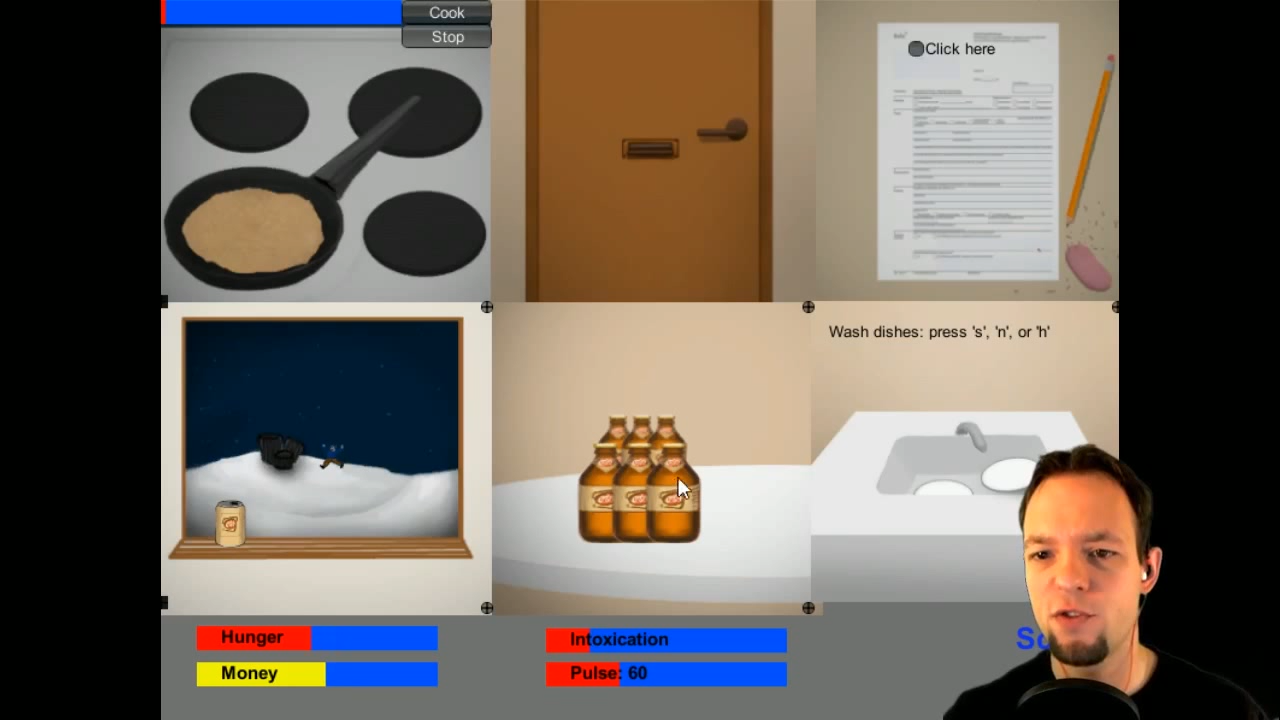 Cook
Stop
Click here
Wash dishes: press 's', 'n', or 'h'
Hunger
Intoxication
Money
Pulse: 60